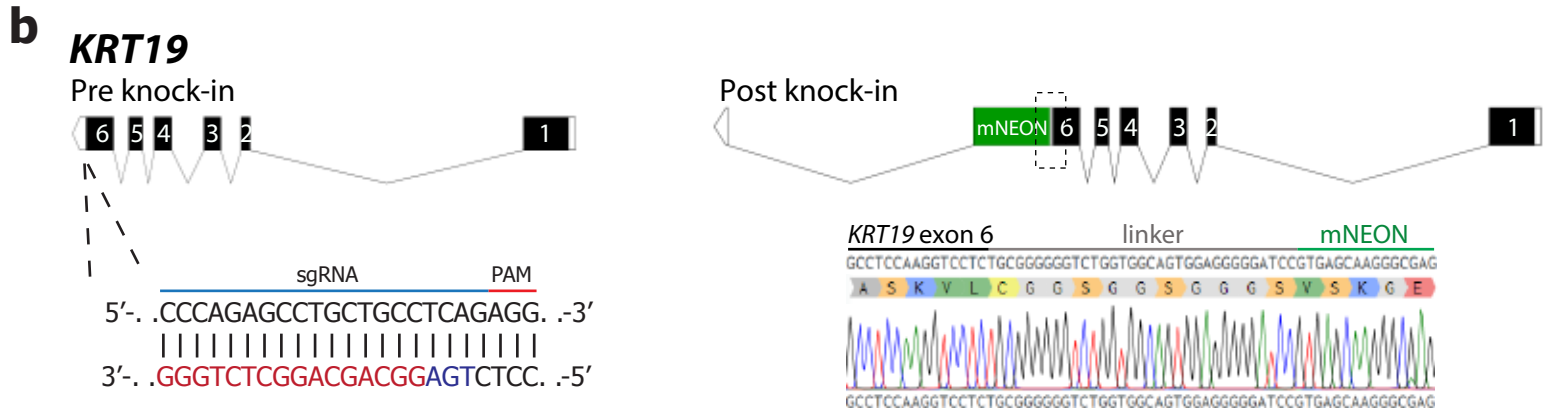 b
KRT19
Pre knock-in
6 5 4 3 2 1
sgRNA PAM
5′-. .CCCAGAGCCTGCTGCCTCAGAGG. .-3′
3′-. .GGGTCTCGGACGACGGAGTCTCC. .-5′
Post knock-in
mNEON 6 5 4 3 2 1
KRT19 exon 6 linker mNEON
GCCTCCAAGGTCCTCTGCGGGGGGTCTGGTGGCAGTGGAGGGGGATCCGTGAGCAAGGGCGAG
A S K V L C G G S G G S G G G S V S K G E
GCCTCCAAGGTCCTCTGCGGGGGGTCTGGTGGCAGTGGAGGGGGATCCGTGAGCAAGGGCGAG